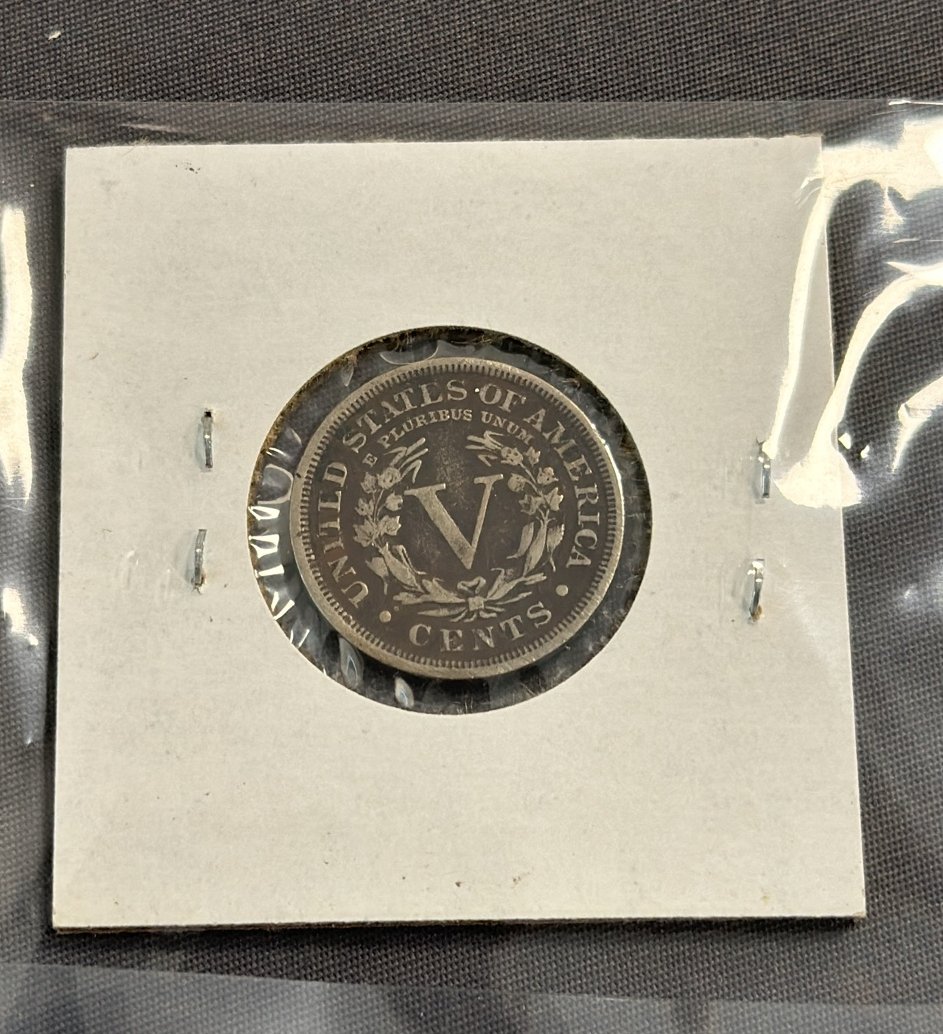 UNITED STATES OF AMERICA
E PLURIBUS UNUM
V
• CENTS •